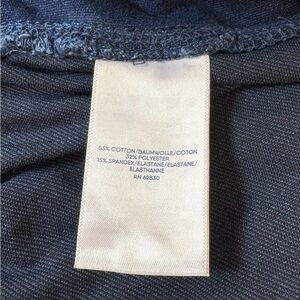 53% COTTON/BAUMWOLLE/COTON
32% POLYESTER
15% SPANDEX/ELASTANE/ELASTANE/
ELASTHANNE
RN 62830